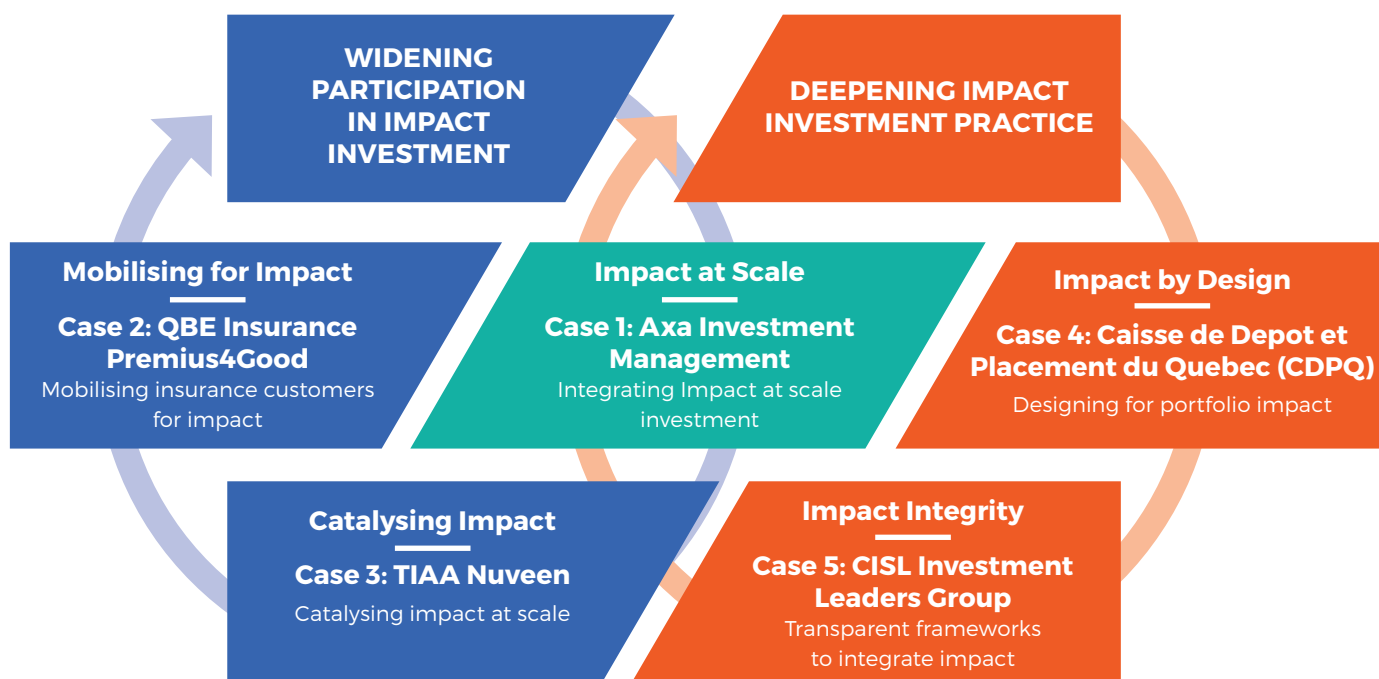 WIDENING
PARTICIPATION
IN IMPACT
INVESTMENT
DEEPENING IMPACT
INVESTMENT PRACTICE
Mobilising for Impact
Case 2: QBE Insurance
Premius4Good
Mobilising insurance customers
for impact
Impact at Scale
Case 1: Axa Investment
Management
Integrating Impact at scale
investment
Impact by Design
Case 4: Caisse de Depot et
Placement du Quebec (CDPQ)
Designing for portfolio impact
Catalysing Impact
Case 3: TIAA Nuveen
Catalysing impact at scale
Impact Integrity
Case 5: CISL Investment
Leaders Group
Transparent frameworks
to integrate impact